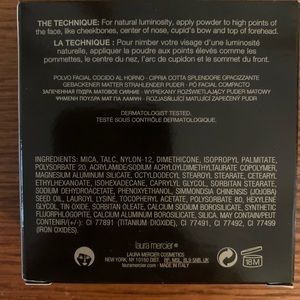 THE TECHNIQUE: For natural luminosity, apply powder to high points of
the face, like cheekbones, center of nose, cupid's bow and top of forehead.
LA TECHNIQUE : Pour nimber votre visage d'une luminosité
naturelle, appliquer la poudre aux points élevés comme les
pommettes, le centre du nez, l'arc de cupidon et le sommet du front.
POLVO FACIAL COCIDO AL HORNO - CIPRIA COTTA SPLENDORE
GEBACKENER MATTER STRAHLENDER PUDER - PÓ FACIAL COMPACTO
DERMATOLOGIST TESTED.
TESTÉ SOUS CONTRÔLE DERMATOLOGIQUE.
INGREDIENTS: MICA, TALC, NYLON-12, DIMETHICONE, ISOPROPYL PALMITATE,
POLYSORBATE 20, ACRYLAMIDE/SODIUM ACRYLOYLDIMETHYLTAURATE COPOLYMER,
MAGNESIUM ALUMINUM SILICATE, OCTYLDODECYL STEAROYL STEARATE, CETEARYL
ETHYLHEXANOATE, ISOHEXADECANE, CAPRYLYL GLYCOL, SORBITAN STEARATE,
SODIUM DEHYDROACETATE, PHENOXYETHANOL, SIMMONDSIA CHINENSIS (JOJOBA)
SEED OIL, LAUROYL LYSINE, TOCOPHERYL ACETATE, POLYSORBATE 80, HEXYLENE
GLYCOL, TIN OXIDE, SORBITAN OLEATE, CALCIUM SODIUM BOROSILICATE, SYNTHETIC
FLUORPHLOGOPITE, CALCIUM ALUMINUM BOROSILICATE, SILICA. MAY CONTAIN/PEUT
CONTENIR/(+/-): CI 77891 (TITANIUM DIOXIDE), CI 77491, CI 77492, CI 77499
(IRON OXIDES).
laura mercier
LAURA MERCIER COSMETICS
NEW YORK, NY 10150 DIST.
lauramercier.com MADE IN ITALY
18M